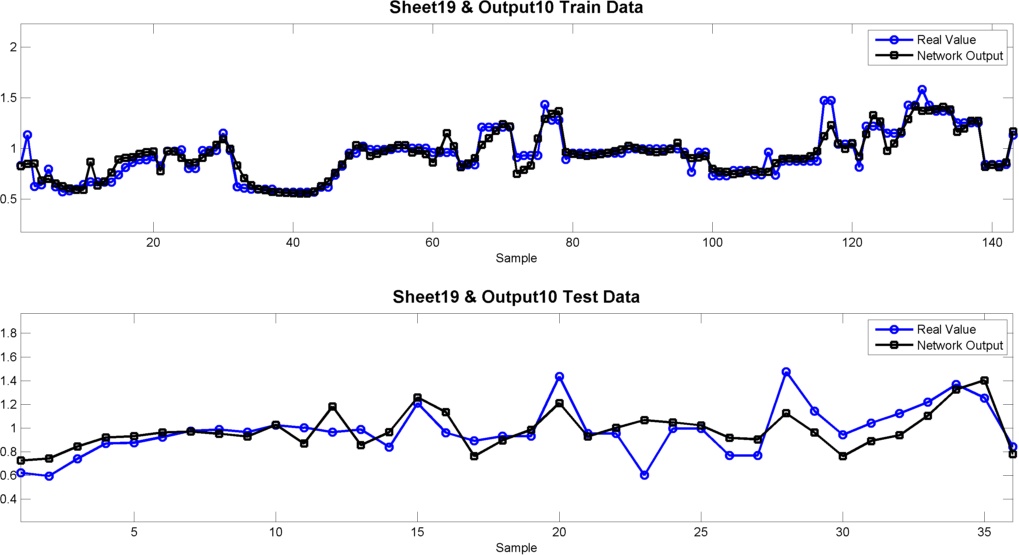 Sheet19 & Output10 Train Data
2
1.5
1
0.5
Real Value
Network Output
20 40 60 80 100 120 140
Sample
Sheet19 & Output10 Test Data
1.8
1.6
1.4
1.2
1
0.8
0.6
0.4
Real Value
Network Output
5 10 15 20 25 30 35
Sample